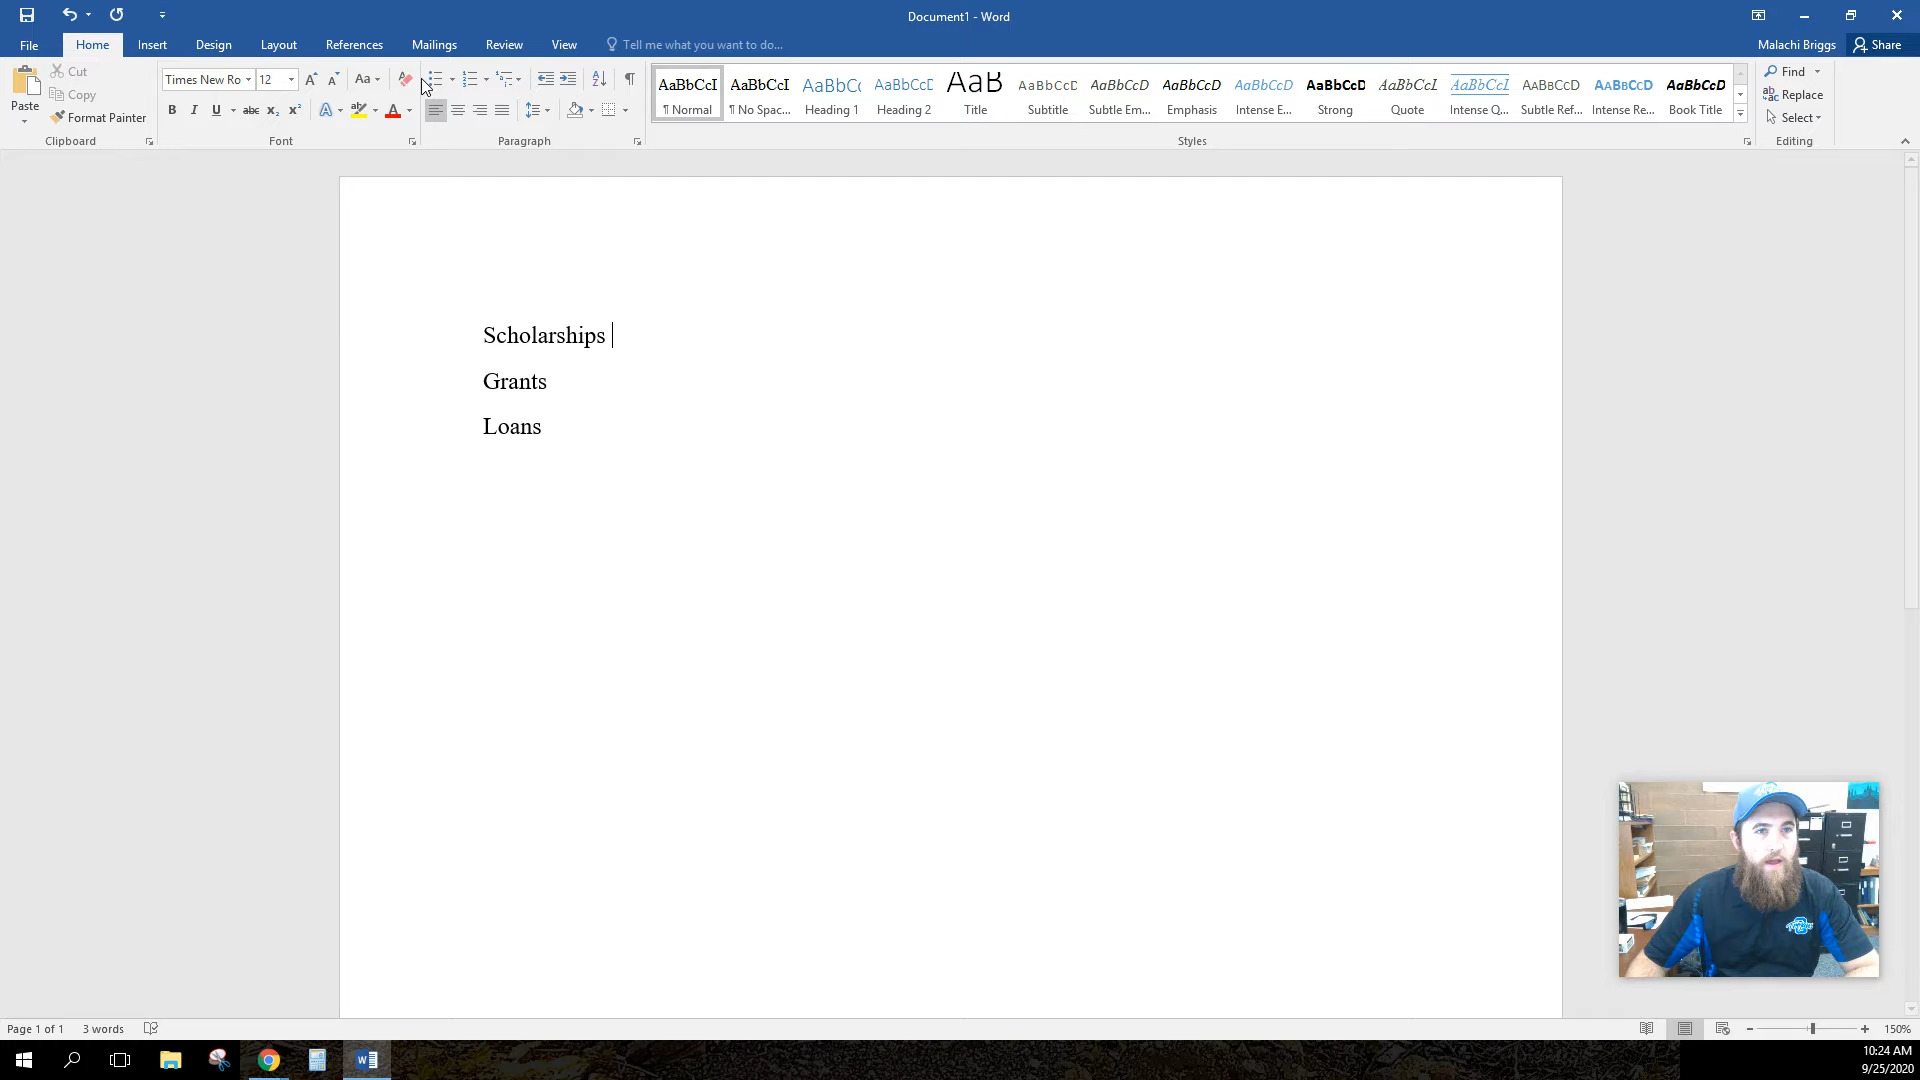 Document1 - Word
File Home Insert Design Layout References Mailings Review View Tell me what you want to do... Malachi Briggs Share
Paste
Cut
Copy
Format Painter
Clipboard
Times New Ro 12
Font
Paragraph
AaBbCcI AaBbCcI AaBbCc AaBbCcD AaB AaBbCcD AaBbCcD AaBbCcD AaBbCcD AaBbCcD AaBbCcL AaBbCcI AABBCCD AABBCCD AaBbCcD
¶ Normal ¶ No Spac... Heading 1 Heading 2 Title Subtitle Subtle Em... Emphasis Intense E... Strong Quote Intense Q... Subtle Ref... Intense Re... Book Title
Styles
Find
Replace
Select
Editing
Scholarships
Grants
Loans
Page 1 of 1 3 words
150%
10:24 AM
9/25/2020